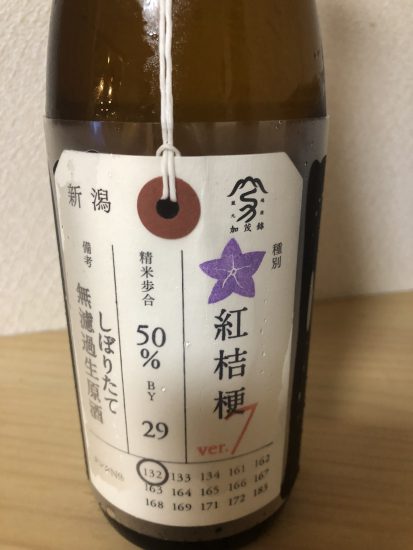 加茂錦
種別
紅桔梗
ver.7
精米歩合
50%
BY
29
新潟
備考
しぼりたて
無濾過生原酒
132 133 134 161 162
163 164 165 166 167
168 169 171 172 183